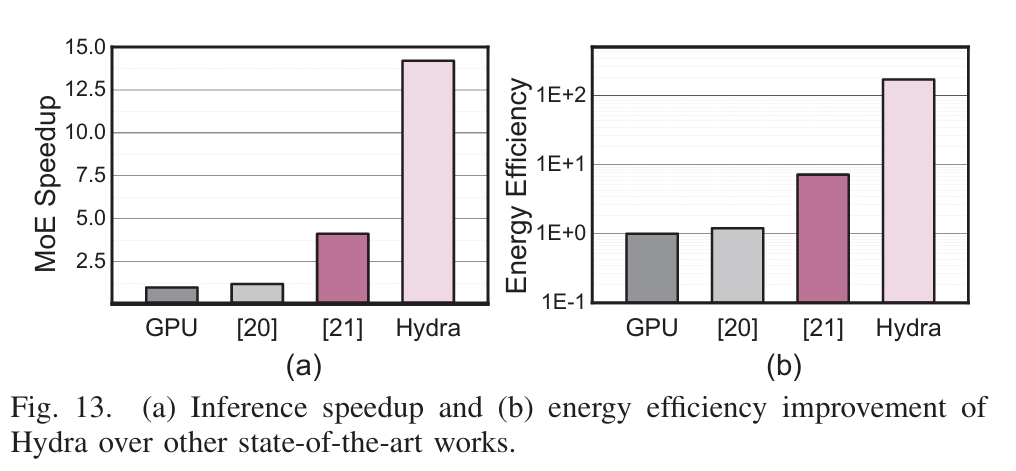 MoE Speedup
15.0
12.5
10.0
7.5
5.0
2.5
GPU [20] [21] Hydra
(a)
Energy Efficiency
1E+2
1E+1
1E+0
1E-1
GPU [20] [21] Hydra
(b)
Fig. 13. (a) Inference speedup and (b) energy efficiency improvement of
Hydra over other state-of-the-art works.